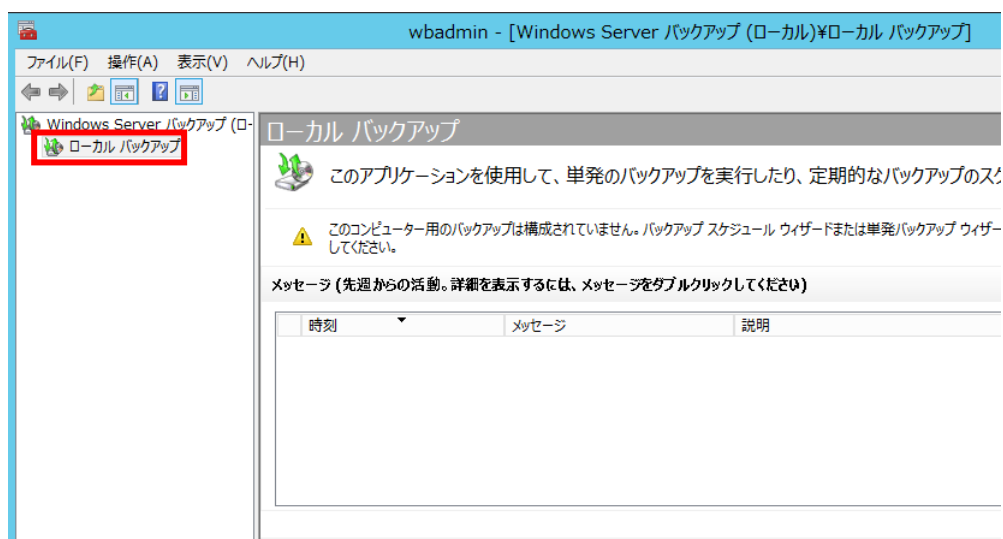 wbadmin - [Windows Server バックアップ (ローカル)¥ローカル バックアップ]
ファイル(F) 操作(A) 表示(V) ヘルプ(H)
Windows Server バックアップ (ロー
ローカル バックアップ
ローカル バックアップ
このアプリケーションを使用して、単発のバックアップを実行したり、定期的なバックアップのスケ
このコンピューター用のバックアップは構成されていません。バックアップ スケジュール ウィザードまたは単発バックアップ ウィザー
してください。
メッセージ (先週からの活動。詳細を表示するには、メッセージをダブルクリックしてください)
時刻 メッセージ 説明